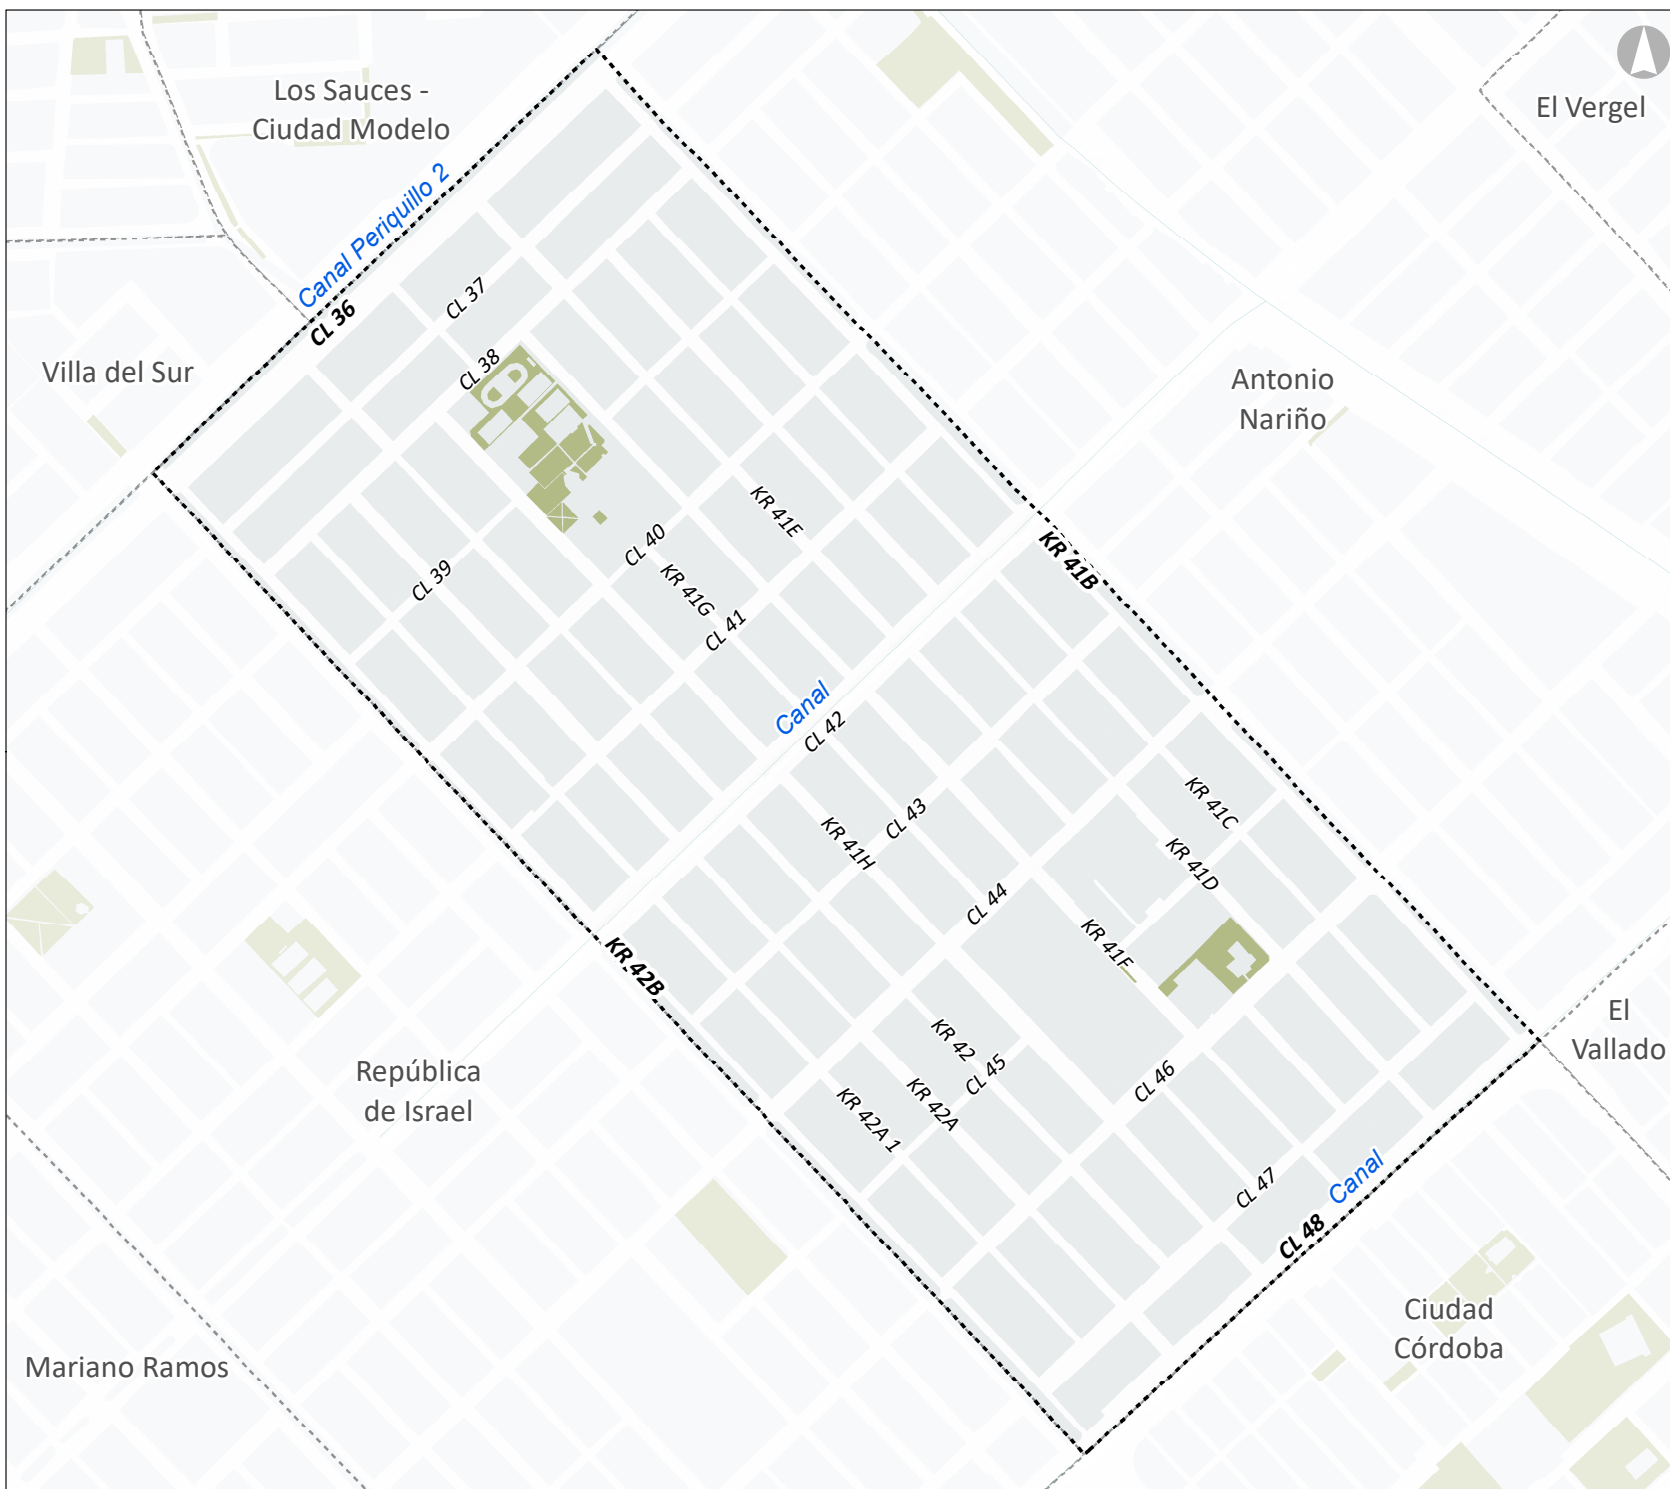 Los Sauces -
Ciudad Modelo
El Vergel
Canal Periquillo 2
CL 36
CL 37
Villa del Sur
CL 38
Antonio
Nariño
KR 41E
CL 40
KR 41B
CL 39
KR 41G
CL 41
Canal
CL 42
KR 41C
CL 43
KR 41H
KR 41D
CL 44
KR 41F
KR 42B
El
Vallado
KR 42
CL 45
CL 46
República
de Israel
KR 42A
KR 42A 1
CL 47
Canal
CL 48
Ciudad
Córdoba
Mariano Ramos